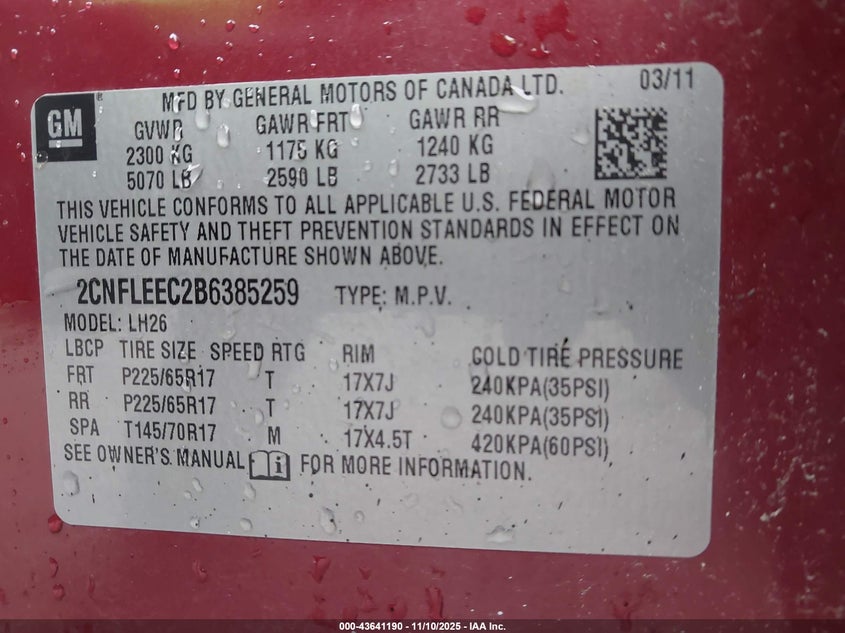 GM ®
MFD BY GENERAL MOTORS OF CANADA LTD. 03/11
GVWR GAWR FRT GAWR RR
2300 KG 1175 KG 1240 KG
5070 LB 2590 LB 2733 LB
THIS VEHICLE CONFORMS TO ALL APPLICABLE U.S. FEDERAL MOTOR
VEHICLE SAFETY AND THEFT PREVENTION STANDARDS IN EFFECT ON
THE DATE OF MANUFACTURE SHOWN ABOVE.
2CNFLEEC2B6385259 TYPE: M.P.V.
MODEL: LH26
LBCP TIRE SIZE SPEED RTG RIM COLD TIRE PRESSURE
FRT P225/65R17 T 17X7J 240KPA(35PSI)
RR P225/65R17 T 17X7J 240KPA(35PSI)
SPA T145/70R17 M 17X4.5T 420KPA(60PSI)
SEE OWNER'S MANUAL FOR MORE INFORMATION.
000-43641190 - 11/10/2025 - IAA Inc.